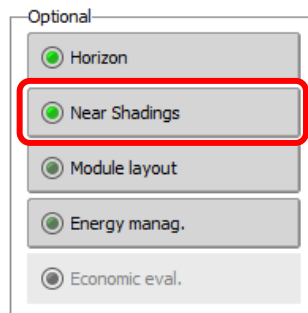 Optional
Horizon
Near Shadings
Module layout
Energy manag.
Economic eval.